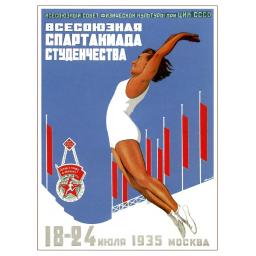 ВСЕСОЮЗНЫЙ СОВЕТ ФИЗИЧЕСКОЙ КУЛЬТУРЫ ПРИ ЦИК СССР
ВСЕСОЮЗНАЯ
СПАРТАКИАДА
СТУДЕНЧЕСТВА
18-24 ИЮЛЯ 1935 МОСКВА